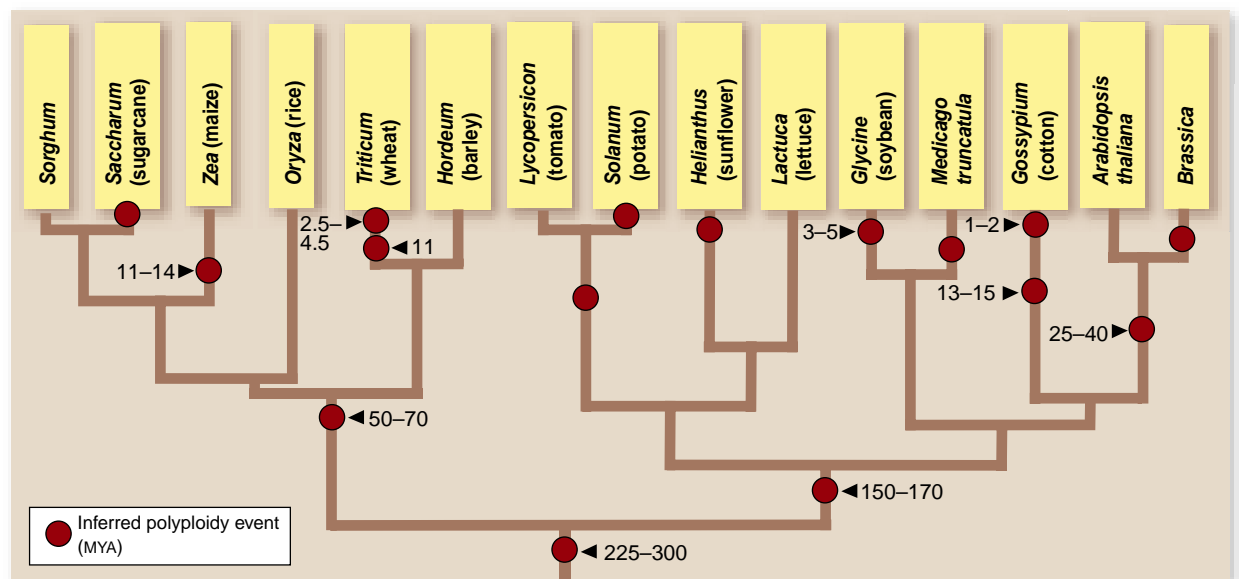 Sorghum
Saccharum
(sugarcane)
Zea (maize)
Oryza (rice)
Triticum
(wheat)
Hordeum
(barley)
Lycopersicon
(tomato)
Solanum
(potato)
Helianthus
(sunflower)
Lactuca
(lettuce)
Glycine
(soybean)
Medicago
truncatula
Gossypium
(cotton)
Arabidopsis
thaliana
Brassica
2.5–
4.5
11
3–5
1–2
11–14
13–15
25–40
50–70
150–170
225–300
Inferred polyploidy event
(MYA)